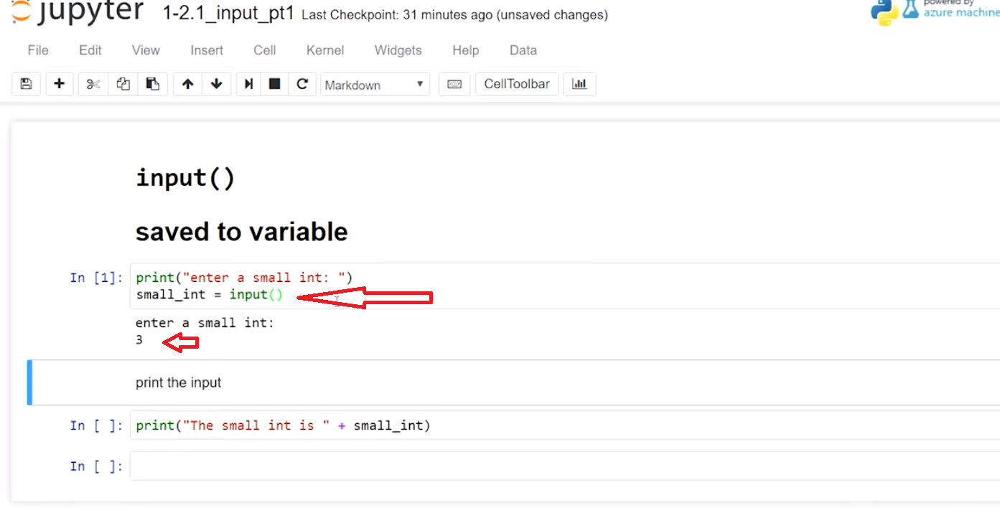 jupyter 1-2.1_input_pt1 Last Checkpoint: 31 minutes ago (unsaved changes)
powered by
azure machine
File Edit View Insert Cell Kernel Widgets Help Data
Markdown CellToolbar
input()
saved to variable
In [1]: print("enter a small int: ")
small_int = input()
enter a small int:
3
print the input
In [ ]: print("The small int is " + small_int)
In [ ]: